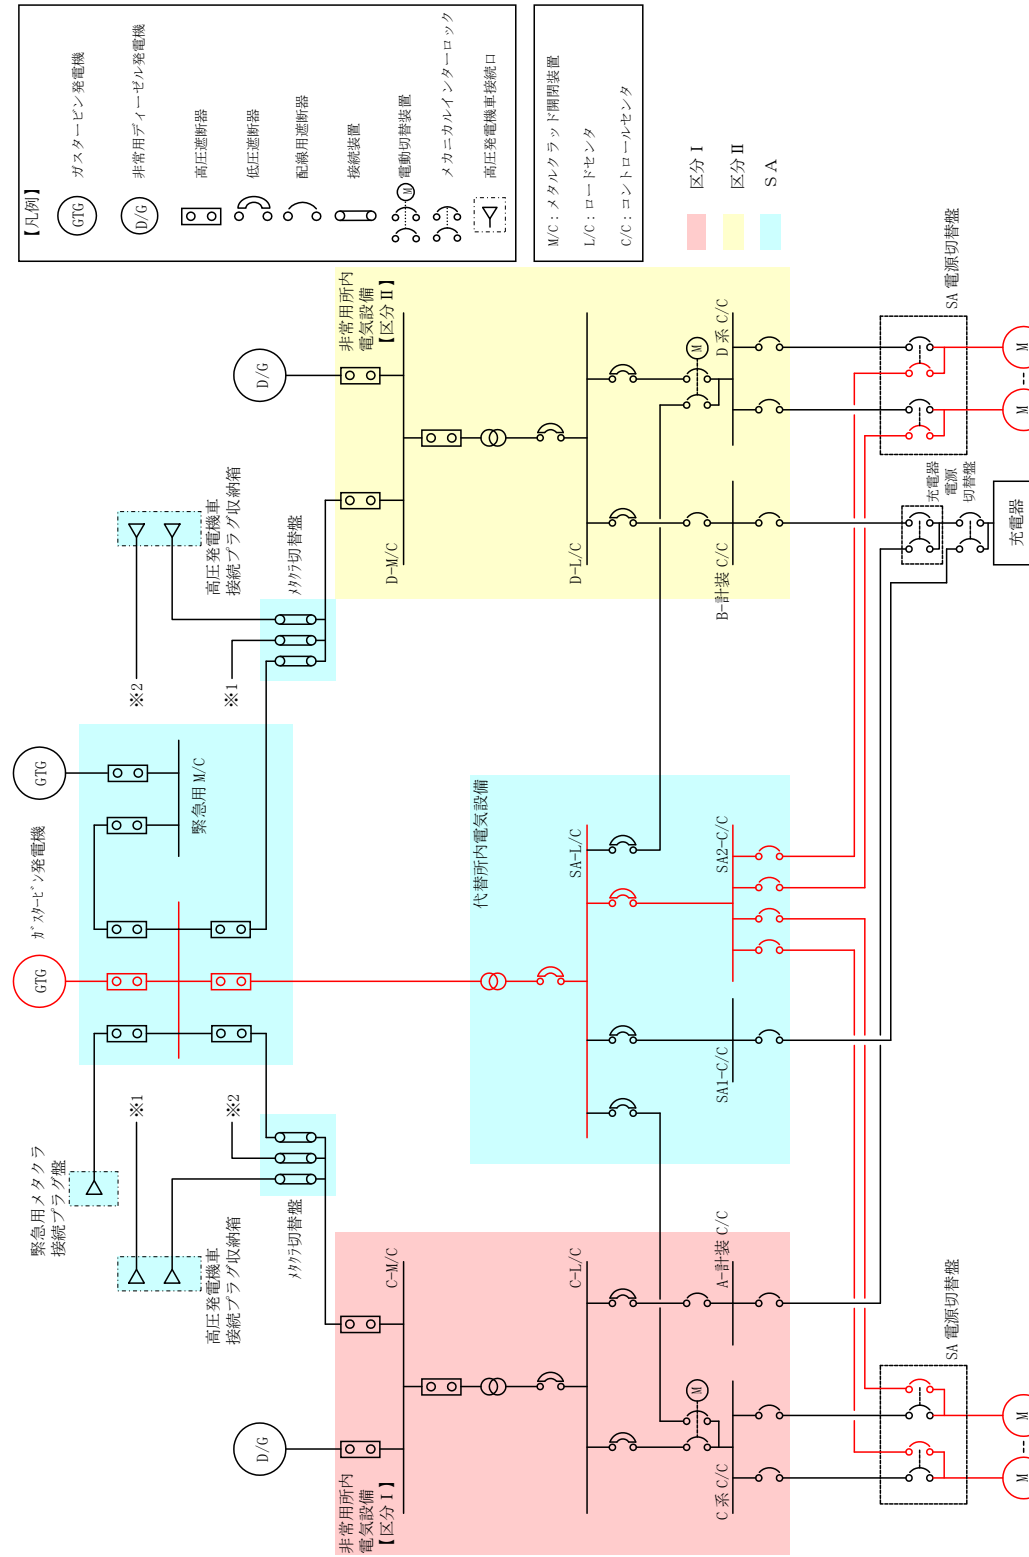 【凡例】
GTG
ガスタービン発電機
D/G
非常用ディーゼル発電機
高圧遮断器
低圧遮断器
配線用遮断器
接続装置
M
電動切替装置
メカニカルインターロック
高圧発電機車接続口
M/C：メタルクラッド開閉装置
L/C：ロードセンタ
C/C：コントロールセンタ
区分Ⅰ
区分Ⅱ
ＳＡ
緊急用メタクラ
接続プラグ盤
GTG
ｶﾞｽﾀｰﾋﾞﾝ発電機
GTG
緊急用 M/C
※1
※2
高圧発電機車
接続プラグ収納箱
ﾒﾀｸﾗ切替盤
※2
※1
高圧発電機車
接続プラグ収納箱
ﾒﾀｸﾗ切替盤
D/G
非常用所内
電気設備
【区分Ⅰ】
C-M/C
C-L/C
M
C 系 C/C
A-計装 C/C
代替所内電気設備
SA-L/C
SA1-C/C
SA2-C/C
D/G
非常用所内
電気設備
【区分Ⅱ】
D-M/C
D-L/C
M
B-計装 C/C
D 系 C/C
SA 電源切替盤
M
M
充電器
電源
切替盤
充電器
SA 電源切替盤
M
M